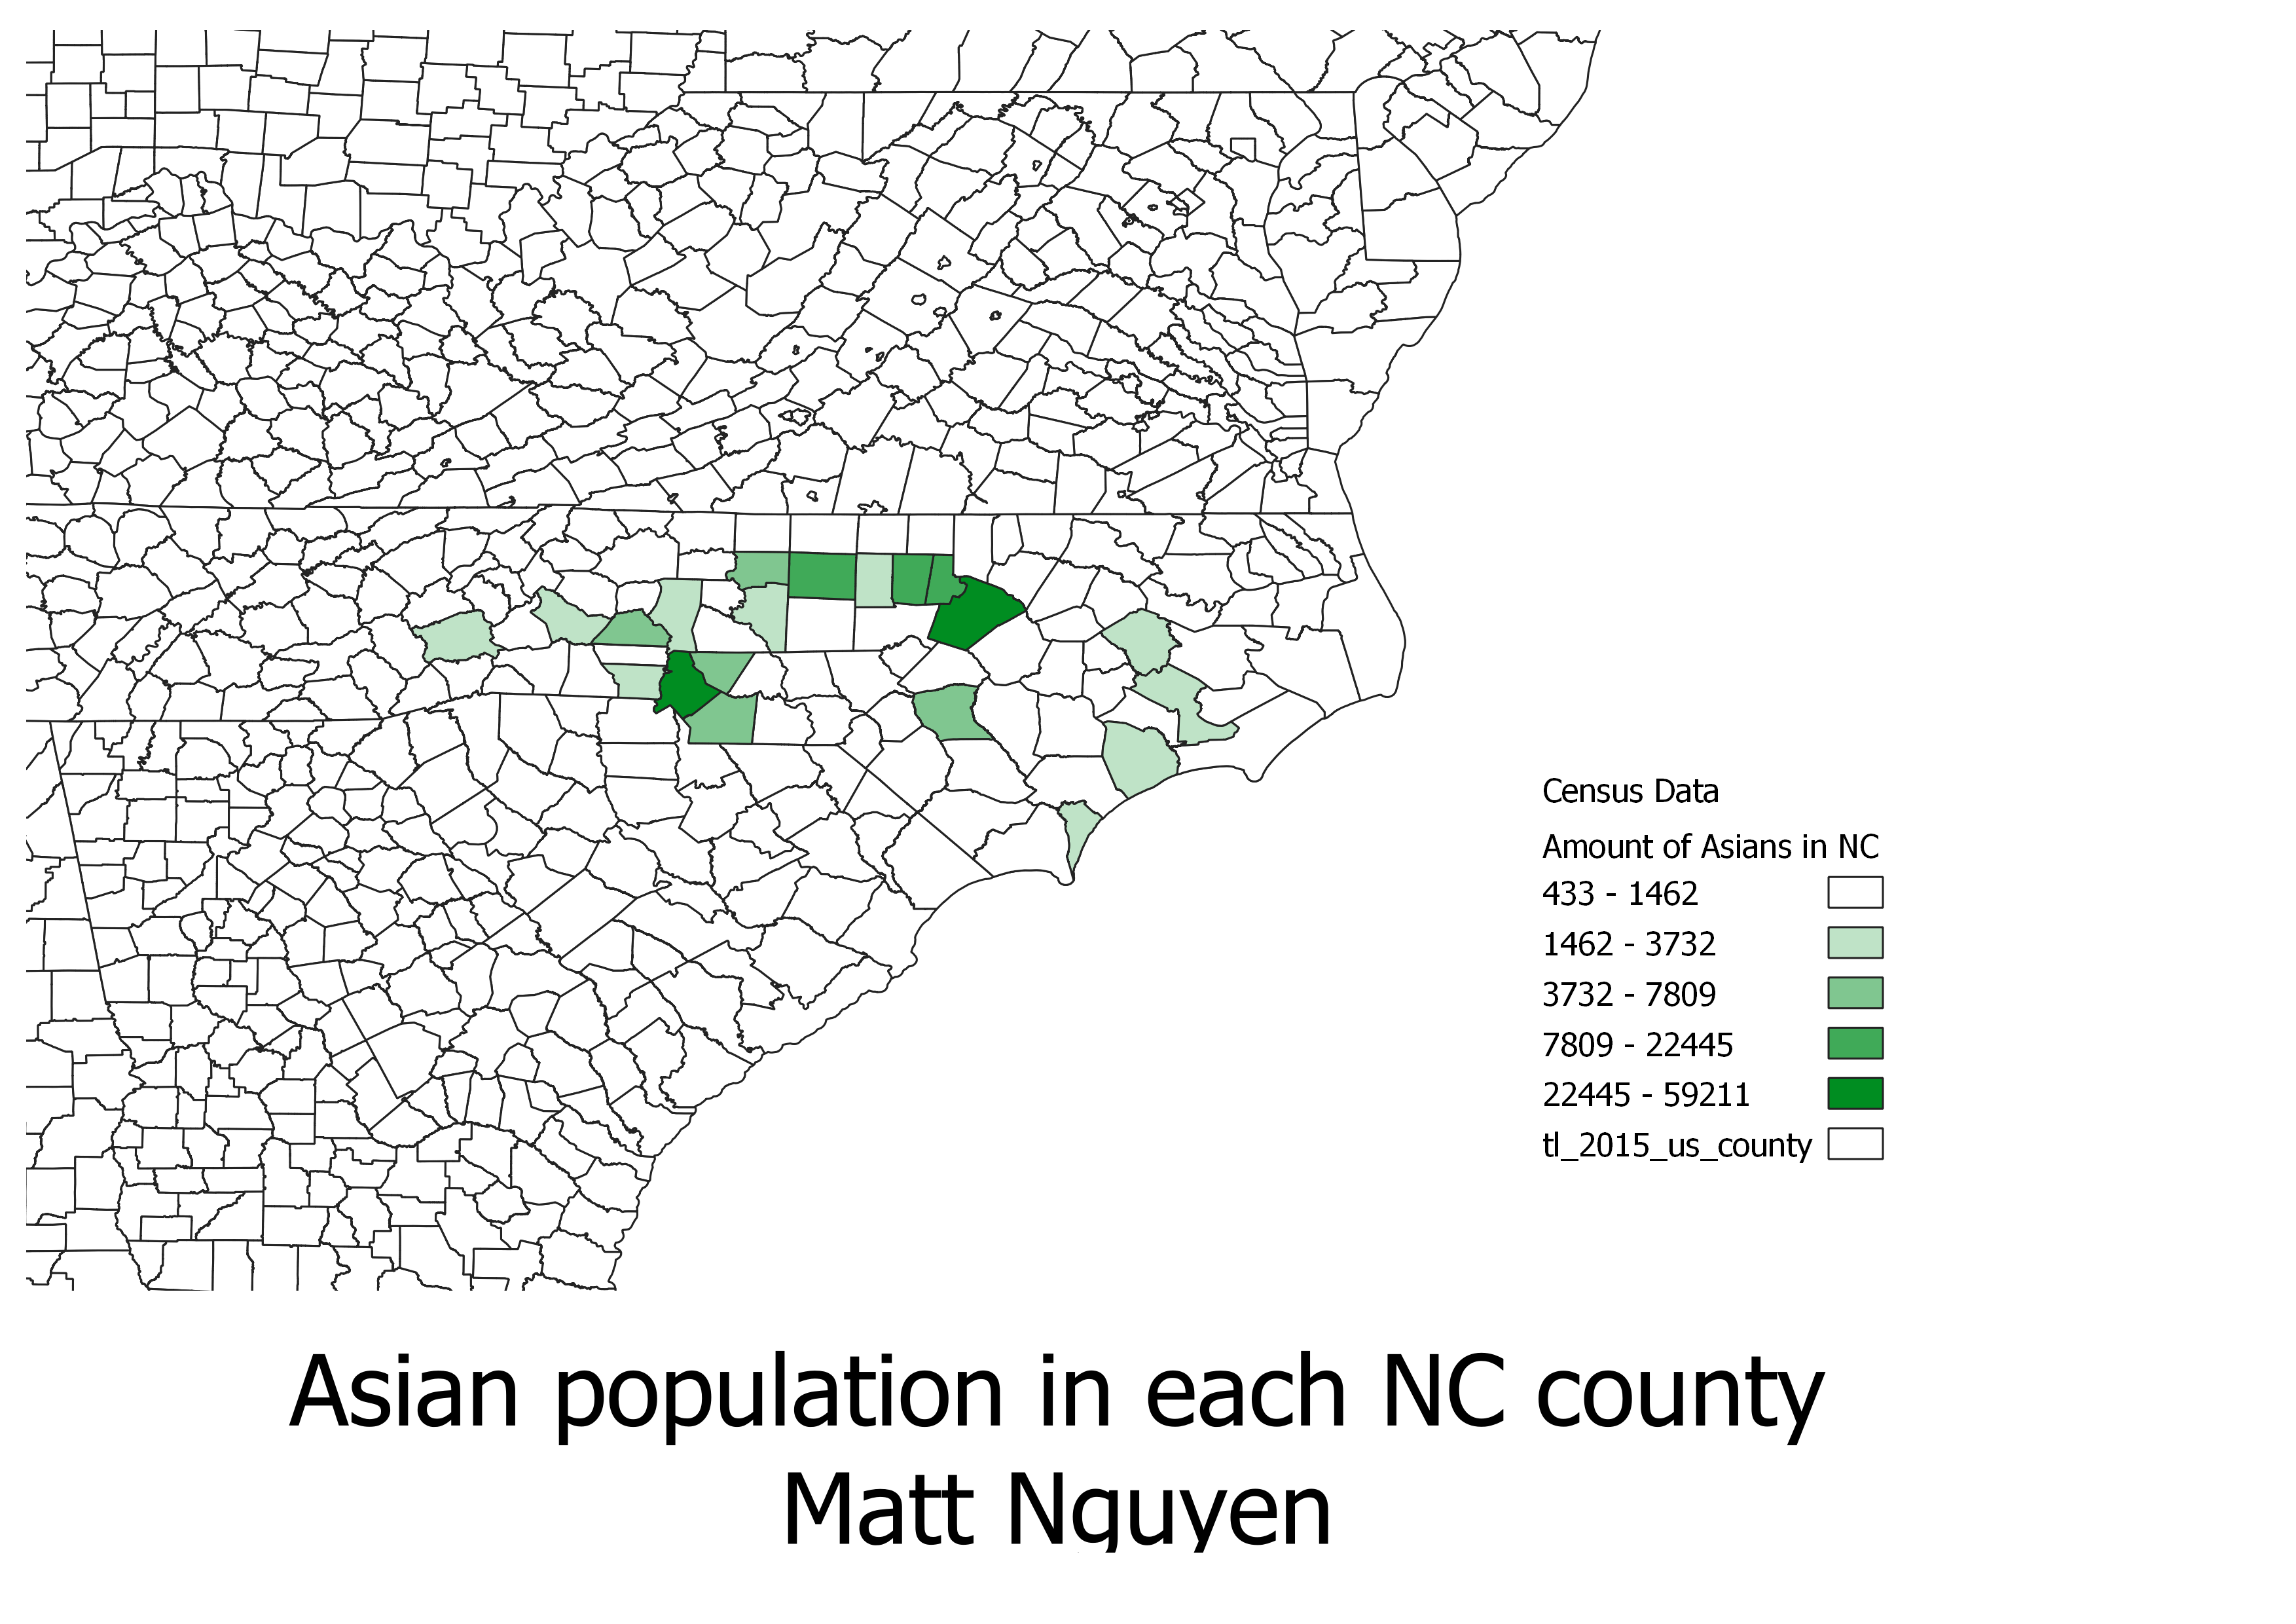 Census Data
Amount of Asians in NC
433 - 1462
1462 - 3732
3732 - 7809
7809 - 22445
22445 - 59211
tl_2015_us_county
Asian population in each NC county
Matt Nguyen